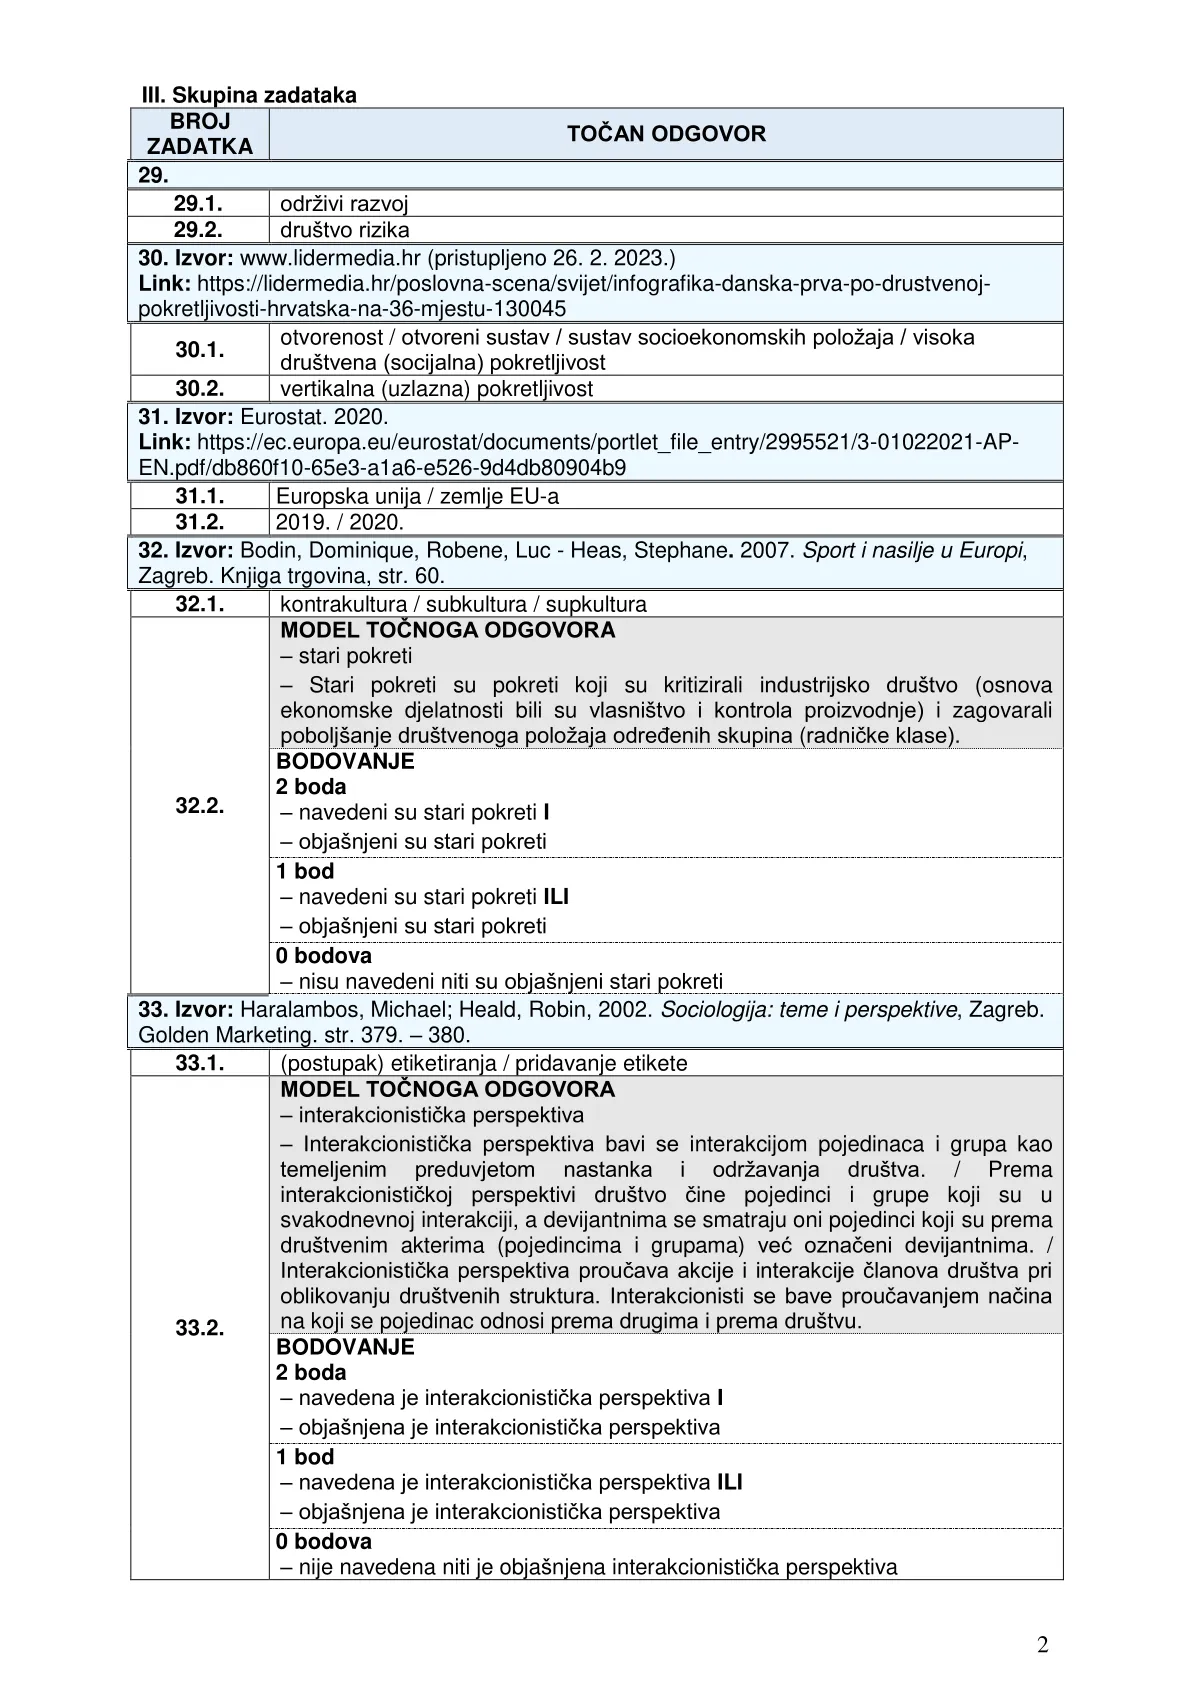 III. Skupina zadataka
BROJ
ZADATKA
TOČAN ODGOVOR
29.
29.1.
održivi razvoj
29.2.
društvo rizika
30. Izvor: www.lidermedia.hr (pristupljeno 26. 2. 2023.)
Link: https://lidermedia.hr/poslovna-scena/svijet/infografika-danska-prva-po-drustvenoj-
pokretljivosti-hrvatska-na-36-mjestu-130045
30.1.
otvorenost / otvoreni sustav / sustav socioekonomskih položaja / visoka
društvena (socijalna) pokretljivost
30.2.
vertikalna (uzlazna) pokretljivost
31. Izvor: Eurostat. 2020.
Link: https://ec.europa.eu/eurostat/documents/portlet_file_entry/2995521/3-01022021-AP-
EN.pdf/db860f10-65e3-a1a6-e526-9d4db80904b9
31.1.
Europska unija / zemlje EU-a
31.2.
2019. / 2020.
32. Izvor: Bodin, Dominique, Robene, Luc - Heas, Stephane. 2007. Sport i nasilje u Europi,
Zagreb. Knjiga trgovina, str. 60.
32.1.
kontrakultura / subkultura / supkultura
32.2.
MODEL TOČNOGA ODGOVORA
– stari pokreti
– Stari pokreti su pokreti koji su kritizirali industrijsko društvo (osnova
ekonomske djelatnosti bili su vlasništvo i kontrola proizvodnje) i zagovarali
poboljšanje društvenoga položaja određenih skupina (radničke klase).
BODOVANJE
2 boda
– navedeni su stari pokreti I
– objašnjeni su stari pokreti
1 bod
– navedeni su stari pokreti ILI
– objašnjeni su stari pokreti
0 bodova
– nisu navedeni niti su objašnjeni stari pokreti
33. Izvor: Haralambos, Michael; Heald, Robin, 2002. Sociologija: teme i perspektive, Zagreb.
Golden Marketing. str. 379. – 380.
33.1.
(postupak) etiketiranja / pridavanje etikete
33.2.
MODEL TOČNOGA ODGOVORA
– interakcionistička perspektiva
– Interakcionistička perspektiva bavi se interakcijom pojedinaca i grupa kao
temeljenim preduvjetom nastanka i održavanja društva. / Prema
interakcionističkoj perspektivi društvo čine pojedinci i grupe koji su u
svakodnevnoj interakciji, a devijantnima se smatraju oni pojedinci koji su prema
društvenim akterima (pojedincima i grupama) već označeni devijantnima. /
Interakcionistička perspektiva proučava akcije i interakcije članova društva pri
oblikovanju društvenih struktura. Interakcionisti se bave proučavanjem načina
na koji se pojedinac odnosi prema drugima i prema društvu.
BODOVANJE
2 boda
– navedena je interakcionistička perspektiva I
– objašnjena je interakcionistička perspektiva
1 bod
– navedena je interakcionistička perspektiva ILI
– objašnjena je interakcionistička perspektiva
0 bodova
– nije navedena niti je objašnjena interakcionistička perspektiva
2